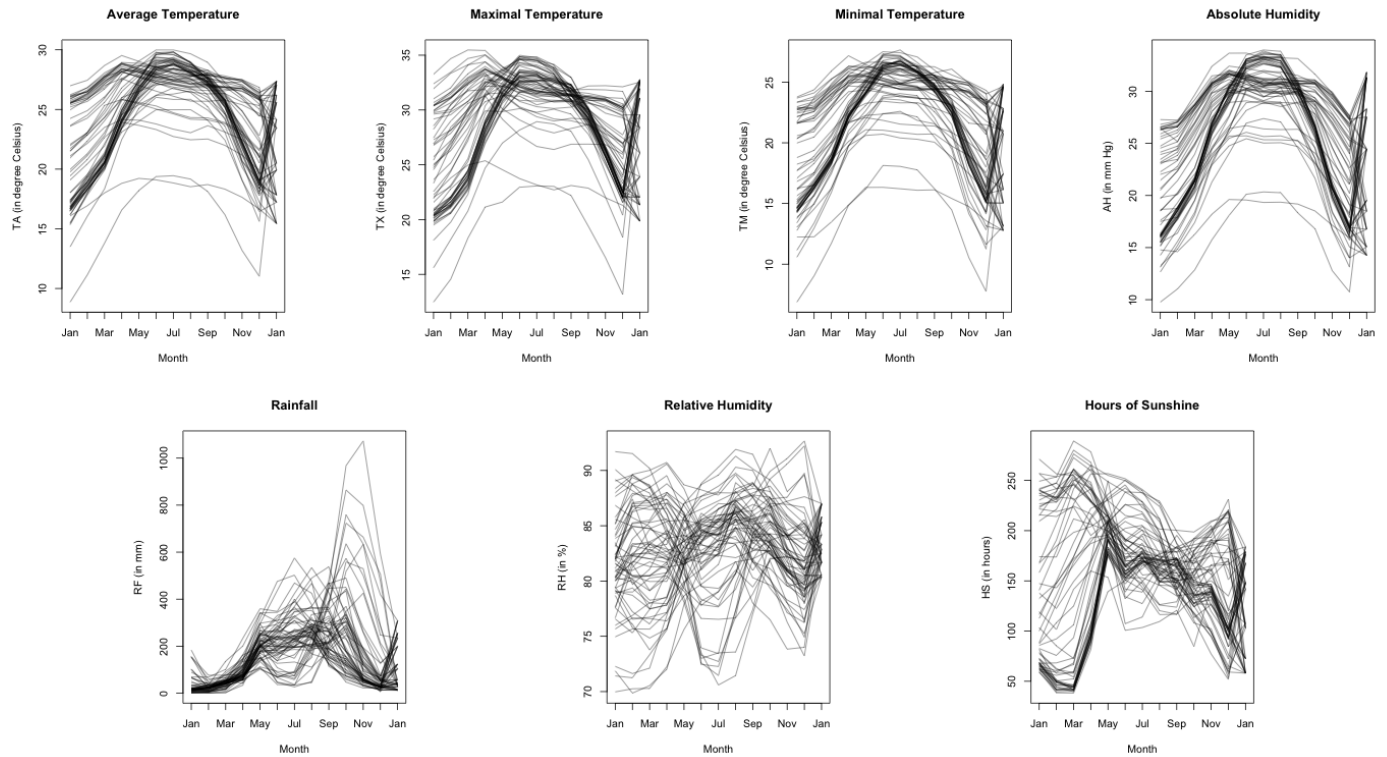 Average Temperature
TA (in degree Celsius)
30
25
20
15
10
Jan Mar May Jul Sep Nov Jan
Month
Maximal Temperature
TX (in degree Celsius)
35
30
25
20
15
Jan Mar May Jul Sep Nov Jan
Month
Minimal Temperature
TM (in degree Celsius)
25
20
15
10
Jan Mar May Jul Sep Nov Jan
Month
Absolute Humidity
AH (in mm Hg)
30
25
20
15
10
Jan Mar May Jul Sep Nov Jan
Month
Rainfall
RF (in mm)
1000
800
600
400
200
0
Jan Mar May Jul Sep Nov Jan
Month
Relative Humidity
RH (in %)
90
85
80
75
70
Jan Mar May Jul Sep Nov Jan
Month
Hours of Sunshine
HS (in hours)
250
200
150
100
50
Jan Mar May Jul Sep Nov Jan
Month